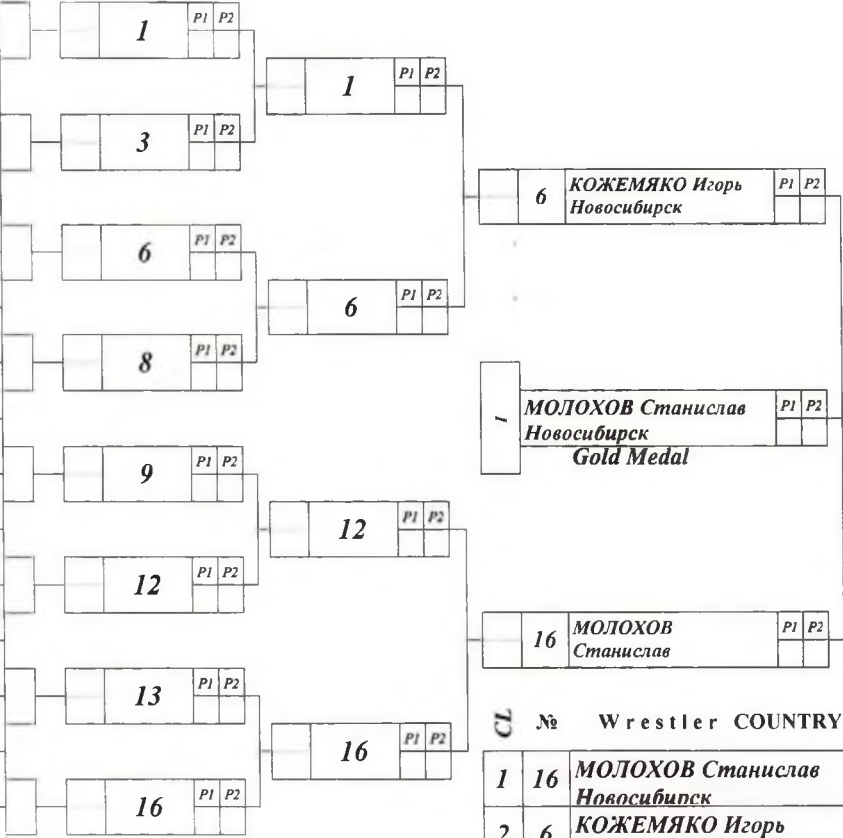 1 P1 P2
3 P1 P2
6 P1 P2
8 P1 P2
9 P1 P2
12 P1 P2
13 P1 P2
16 P1 P2
1 P1 P2
6 P1 P2
12 P1 P2
16 P1 P2
6 КОЖЕМЯКО Игорь P1 P2
Новосибирск
1 МОЛОХОВ Станислав P1 P2
Новосибирск
Gold Medal
16 МОЛОХОВ P1 P2
Станислав
CL № Wrestler COUNTRY
1 16 МОЛОХОВ Станислав
Новосибирск
2 6 КОЖЕМЯКО Игорь